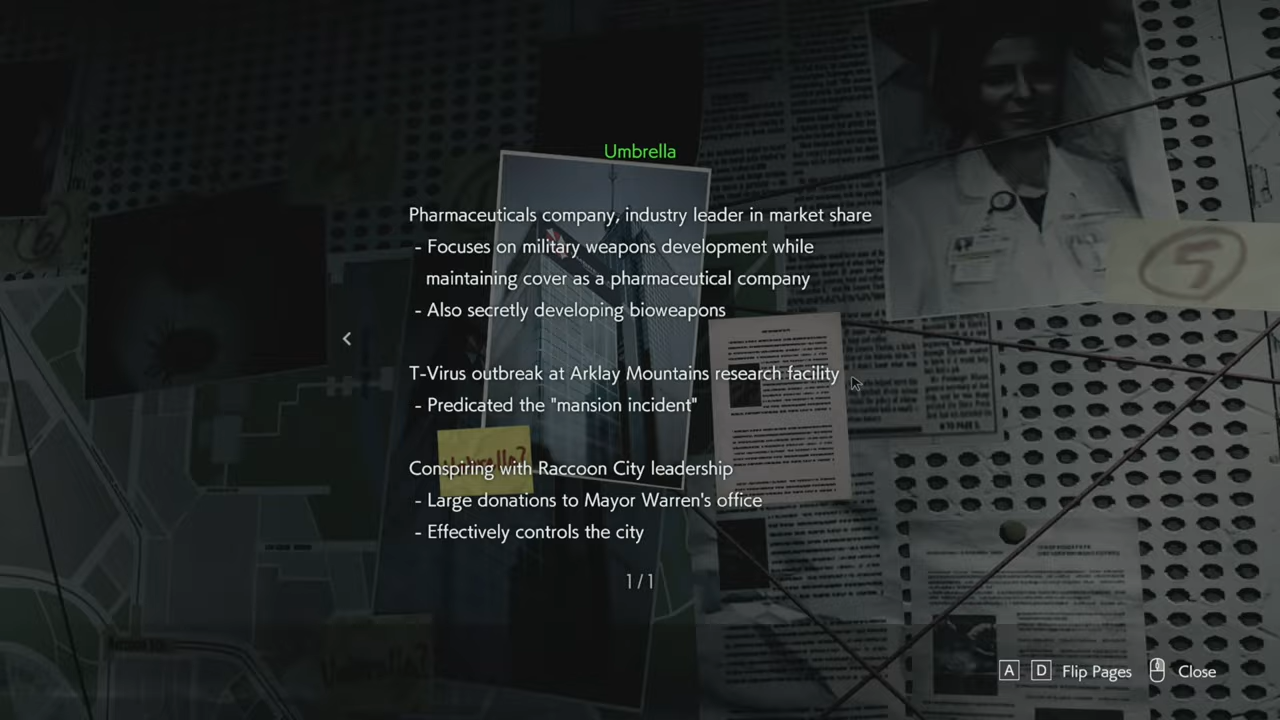 Umbrella
Pharmaceuticals company, industry leader in market share
- Focuses on military weapons development while
maintaining cover as a pharmaceutical company
- Also secretly developing bioweapons
T-Virus outbreak at Arklay Mountains research facility
- Predicated the "mansion incident"
Conspiring with Raccoon City leadership
- Large donations to Mayor Warren's office
- Effectively controls the city
1/1
5
6
A D Flip Pages Close